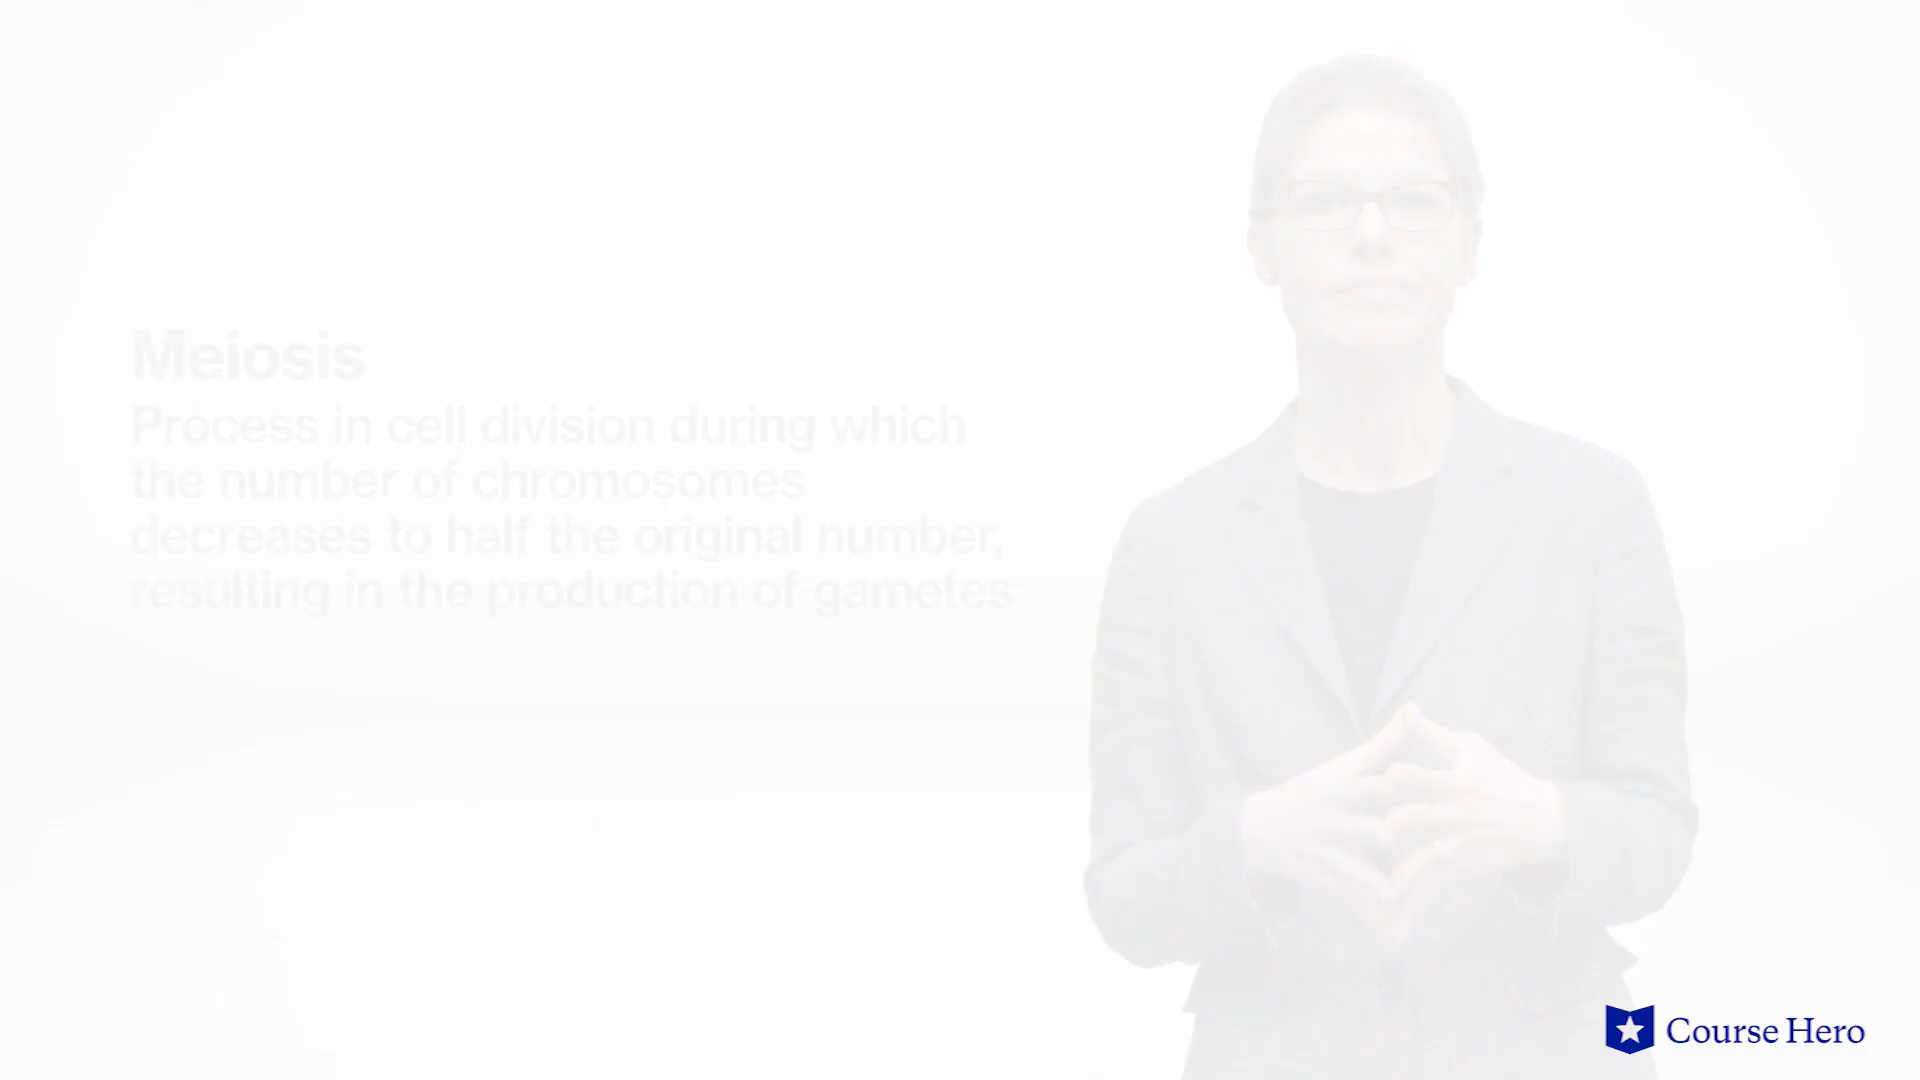 Meiosis
Process in cell division during which
the number of chromosomes
decreases to half the original number,
resulting in the production of gametes
Course Hero